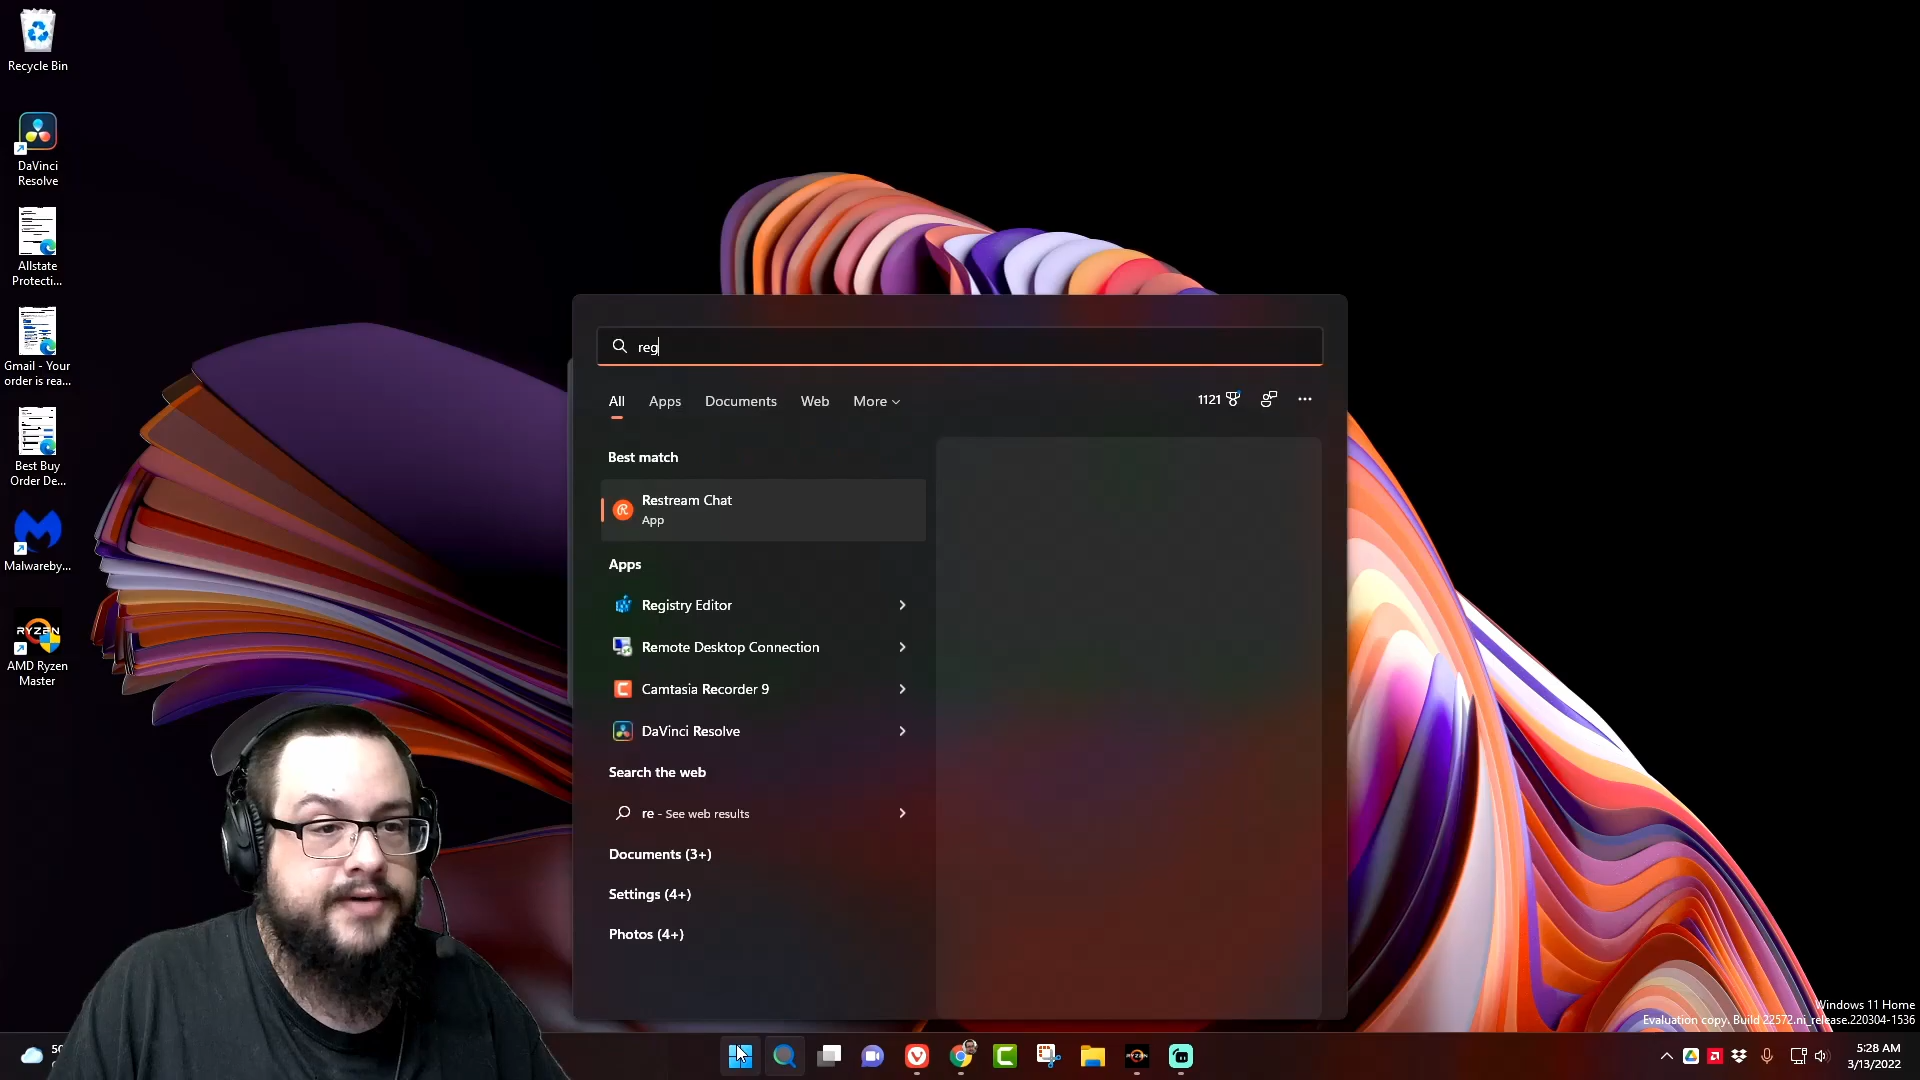 Recycle Bin
DaVinci
Resolve
Allstate
Protecti...
Gmail - Your
order is rea...
Best Buy
Order De...
Malwareby...
RYZEN
AMD Ryzen
Master
reg
All
Apps
Documents
Web
More
1121
Best match
Restream Chat
App
Apps
Registry Editor
Remote Desktop Connection
Camtasia Recorder 9
DaVinci Resolve
Search the web
re - See web results
Documents (3+)
Settings (4+)
Photos (4+)
Windows 11 Home
Evaluation copy. Build 22572.ni_release.220304-1536
RYZEN
5:28 AM
3/13/2022